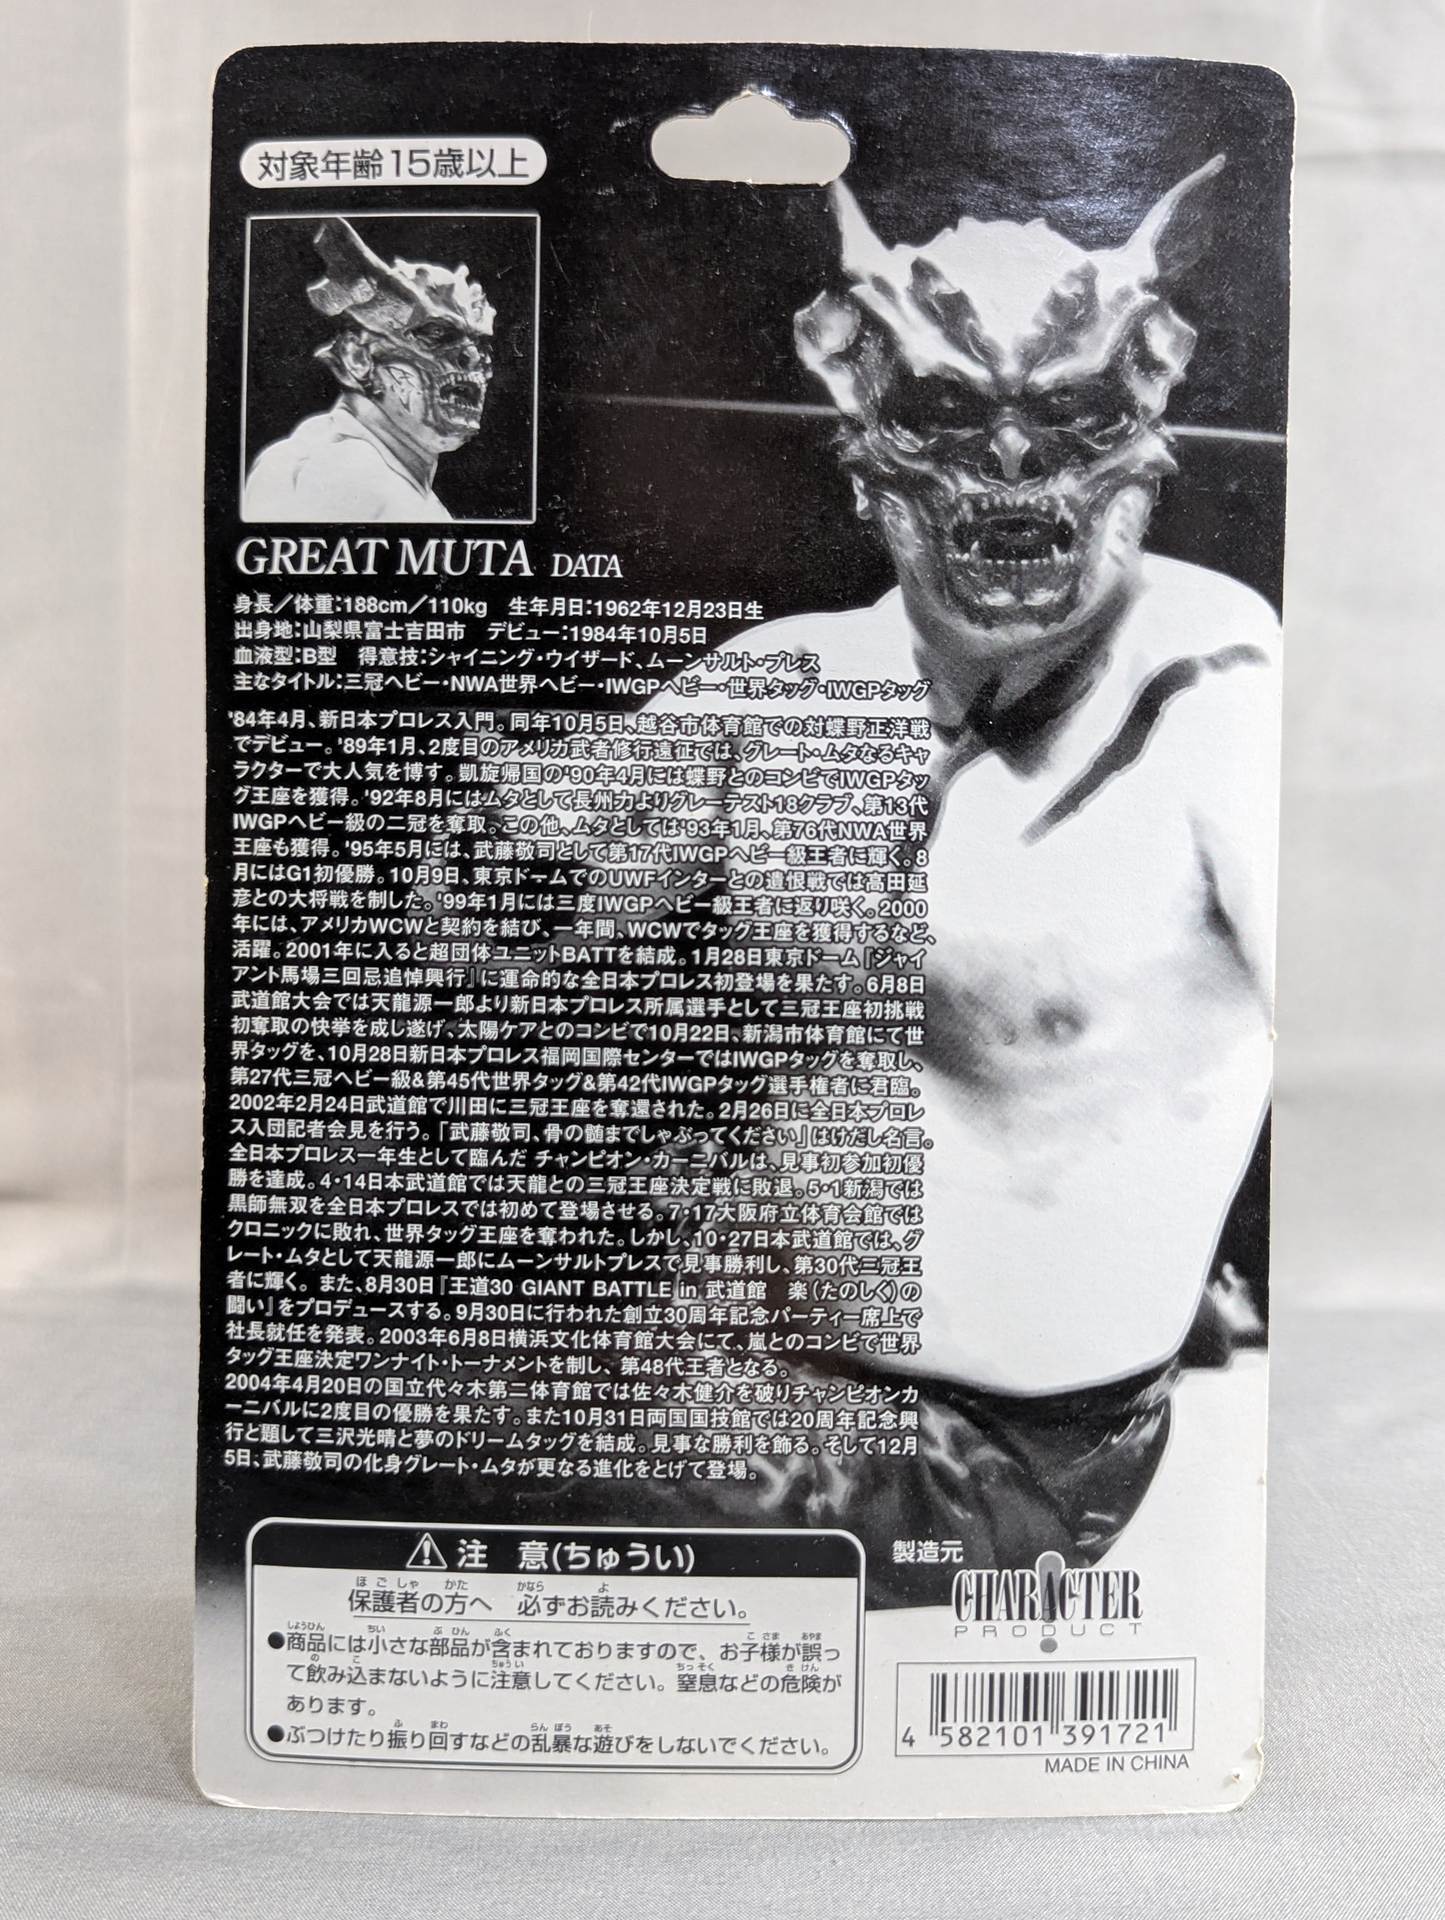 対象年齢15歳以上
GREAT MUTA DATA
身長／体重:188cm／110kg　生年月日:1962年12月23日生
出身地:山梨県富士吉田市　デビュー:1984年10月5日
血液型:B型　得意技:シャイニング・ウイザード、ムーンサルト・プレス
主なタイトル:三冠ヘビー・NWA世界ヘビー・IWGPヘビー・世界タッグ・IWGPタッグ
'84年4月、新日本プロレス入門。同年10月5日、越谷市体育館での対蝶野正洋戦
でデビュー。'89年1月、2度目のアメリカ武者修行遠征では、グレート・ムタなるキャ
ラクターで大人気を博す。凱旋帰国の'90年4月には蝶野とのコンビでIWGPタッ
グ王座を獲得。'92年8月にはムタとして長州力よりグレーテスト18クラブ、第13代
IWGPヘビー級の二冠を奪取。この他、ムタとしては'93年1月、第76代NWA世界
王座も獲得。'95年5月には、武藤敬司として第17代IWGPヘビー級王者に輝く。8
月にはG1初優勝。10月9日、東京ドームでのUWFインターとの遺恨戦では高田延
彦との大将戦を制した。'99年1月には三度IWGPヘビー級王者に返り咲く。2000
年には、アメリカWCWと契約を結び、一年間、WCWでタッグ王座を獲得するなど、
活躍。2001年に入ると超団体ユニットBATTを結成。1月28日東京ドーム『ジャイ
アント馬場三回忌追悼興行』に運命的な全日本プロレス初登場を果たす。6月8日
武道館大会では天龍源一郎より新日本プロレス所属選手として三冠王座初挑戦
初奪取の快挙を成し遂げ、太陽ケアとのコンビで10月22日、新潟市体育館にて世
界タッグを、10月28日新日本プロレス福岡国際センターではIWGPタッグを奪取し、
第27代三冠ヘビー級&第45代世界タッグ&第42代IWGPタッグ選手権者に君臨。
2002年2月24日武道館で川田に三冠王座を奪還された。2月26日に全日本プロレ
ス入団記者会見を行う。「武藤敬司、骨の髄までしゃぶってください」はけだし名言。
全日本プロレス一年生として臨んだ チャンピオン・カーニバルは、見事初参加初優
勝を達成。4・14日本武道館では天龍との三冠王座決定戦に敗退。5・1新潟では
黒師無双を全日本プロレスでは初めて登場させる。7・17大阪府立体育会館では
クロニックに敗れ、世界タッグ王座を奪われた。しかし、10・27日本武道館では、グ
レート・ムタとして天龍源一郎にムーンサルトプレスで見事勝利し、第30代三冠王
者に輝く。 また、8月30日『王道30 GIANT BATTLE in 武道館　楽(たのしく)の
闘い』をプロデュースする。9月30日に行われた創立30周年記念パーティー席上で
社長就任を発表。2003年6月8日横浜文化体育館大会にて、嵐とのコンビで世界
タッグ王座決定ワンナイト・トーナメントを制し、 第48代王者となる。
2004年4月20日の国立代々木第二体育館では佐々木健介を破りチャンピオンカ
ーニバルに2度目の優勝を果たす。また10月31日両国国技館では20周年記念興
行と題して三沢光晴と夢のドリームタッグを結成。見事な勝利を飾る。そして12月
5日、武藤敬司の化身グレート・ムタが更なる進化をとげて登場。
⚠注　意(ちゅうい)
ほごしゃ　かた　かなら　よ
保護者の方へ　必ずお読みください。
しょうひん　ちい　ぶひん　ふく　こさま　あやま
●商品には小さな部品が含まれておりますので、お子様が誤っ
の　こ　ちゅうい　ちっそく　きけん
て飲み込まないように注意してください。窒息などの危険が
あります。
ふ　まわ　らんぼう　あそ
●ぶつけたり振り回すなどの乱暴な遊びをしないでください。
製造元
CHARACTER
PRODUCT
4 582101 391721
MADE IN CHINA